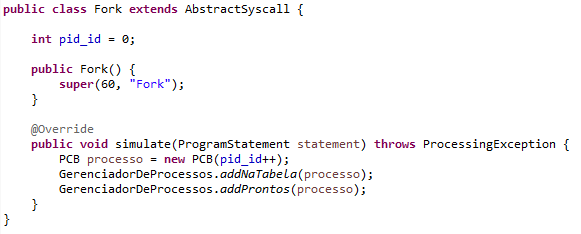 public class Fork extends AbstractSyscall {
int pid_id = 0;
public Fork() {
super(60, "Fork");
}
@Override
public void simulate(ProgramStatement statement) throws ProcessingException {
PCB processo = new PCB(pid_id++);
GerenciadorDeProcessos.addNaTabela(processo);
GerenciadorDeProcessos.addProntos(processo);
}
}